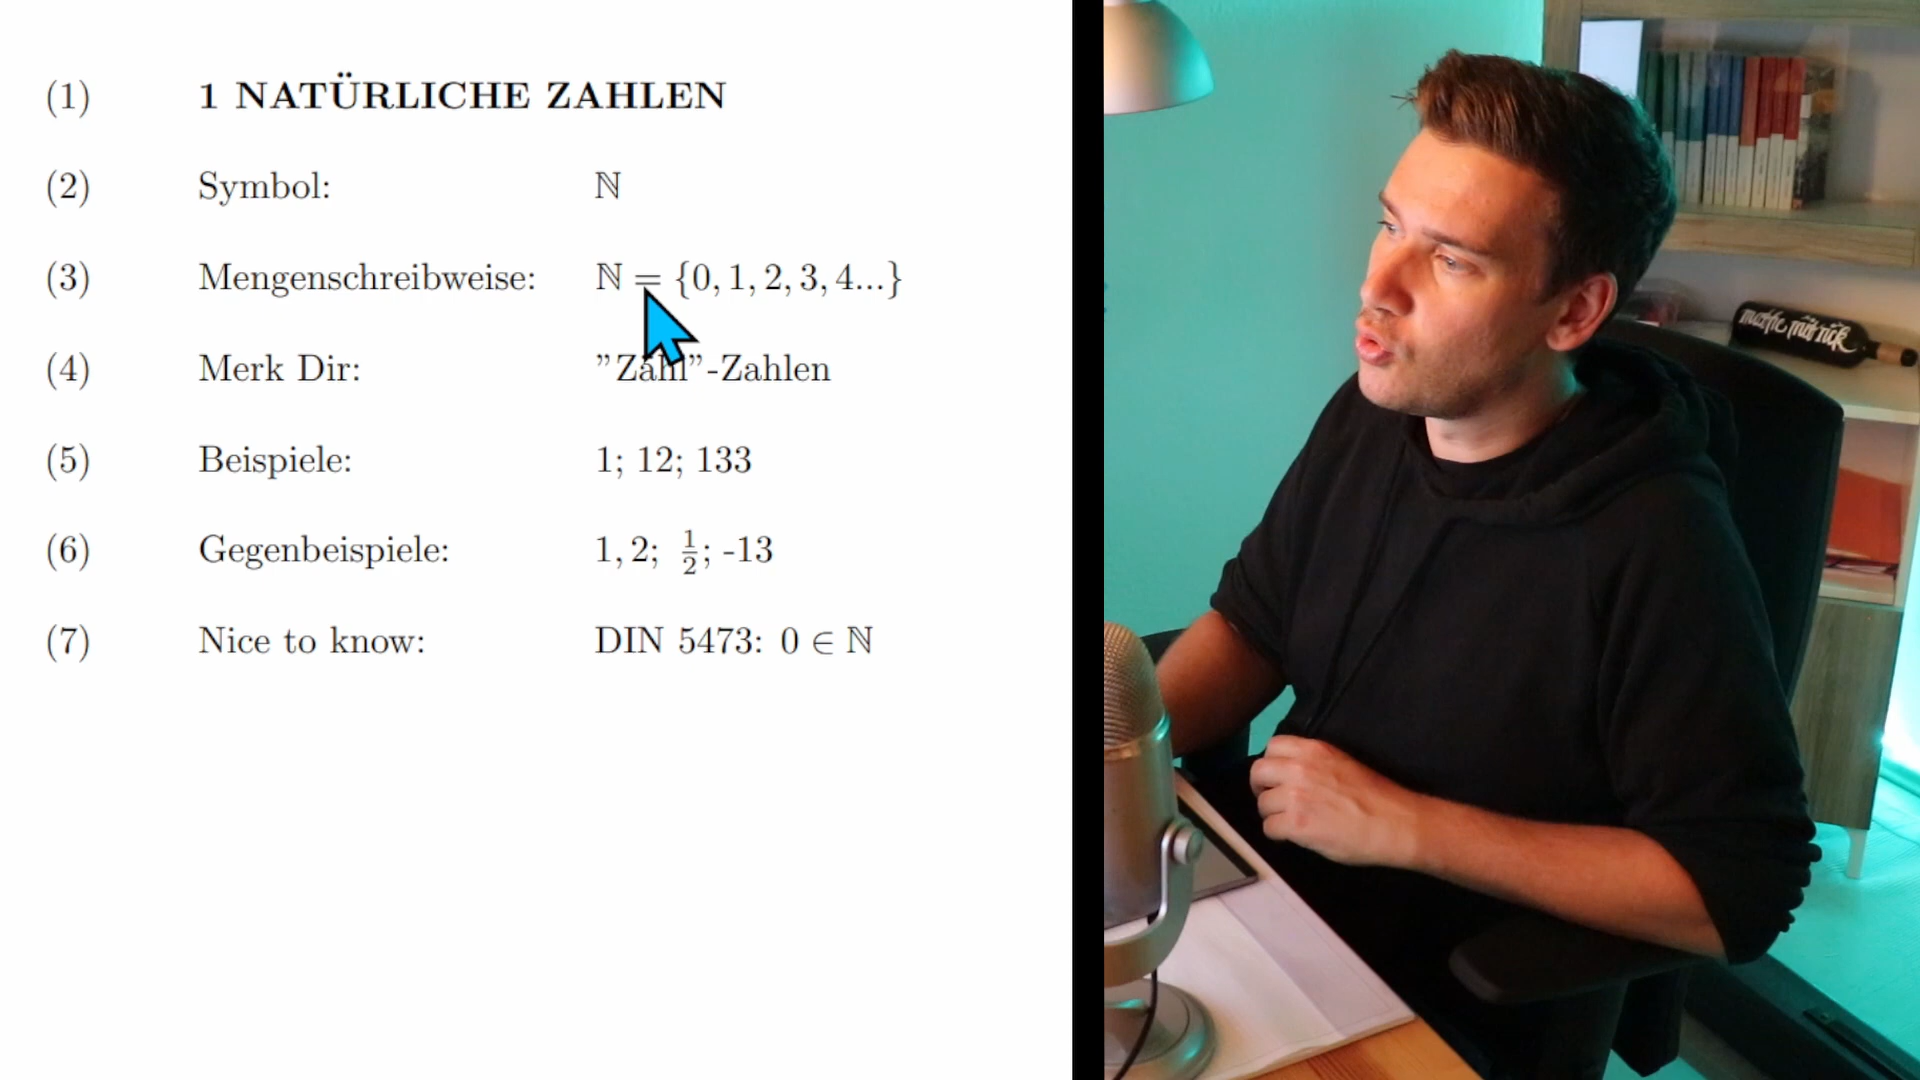 (1) 1 NATÜRLICHE ZAHLEN
(2) Symbol: ℕ
(3) Mengenschreibweise: ℕ = {0, 1, 2, 3, 4...}
(4) Merk Dir: ”Zähl”-Zahlen
(5) Beispiele: 1; 12; 133
(6) Gegenbeispiele: 1, 2; 1/2; -13
(7) Nice to know: DIN 5473: 0 ∈ ℕ